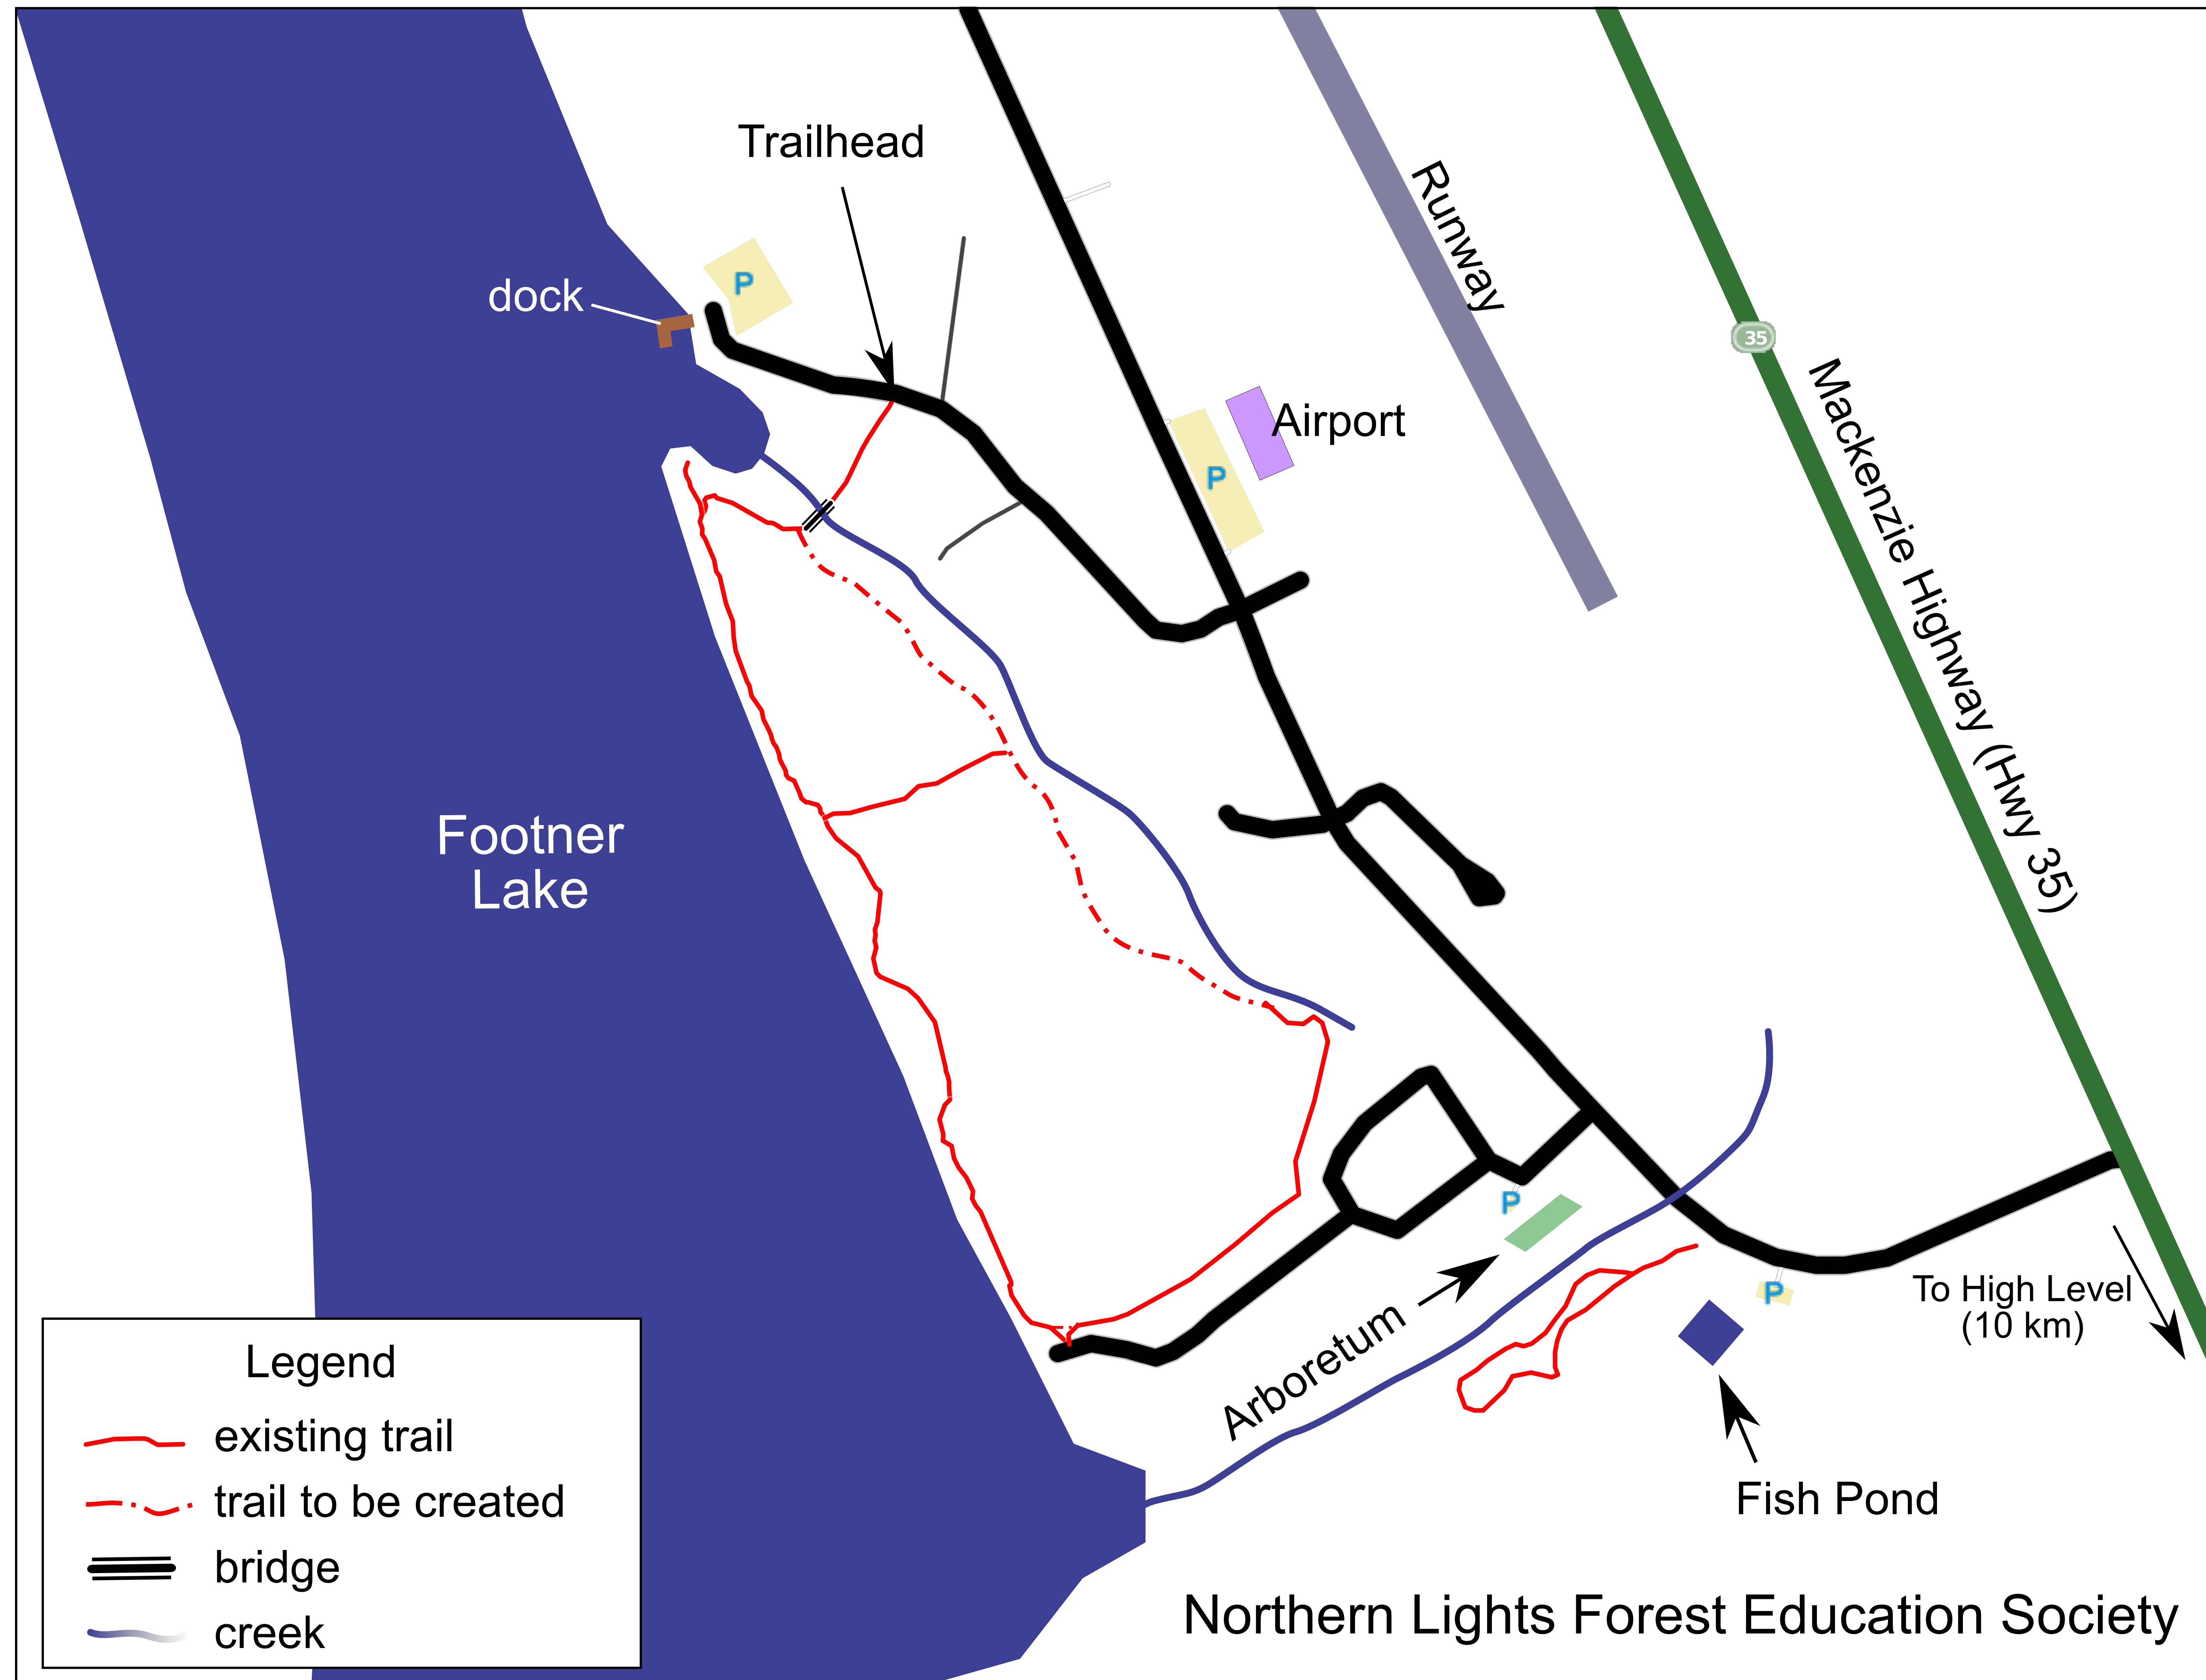 Trailhead
Runway
dock
P
35
Airport
P
Mackenzie Highway (Hwy 35)
Footner
Lake
P
Arboretum
P
To High Level
(10 km)
Fish Pond
Legend
existing trail
trail to be created
bridge
creek
Northern Lights Forest Education Society